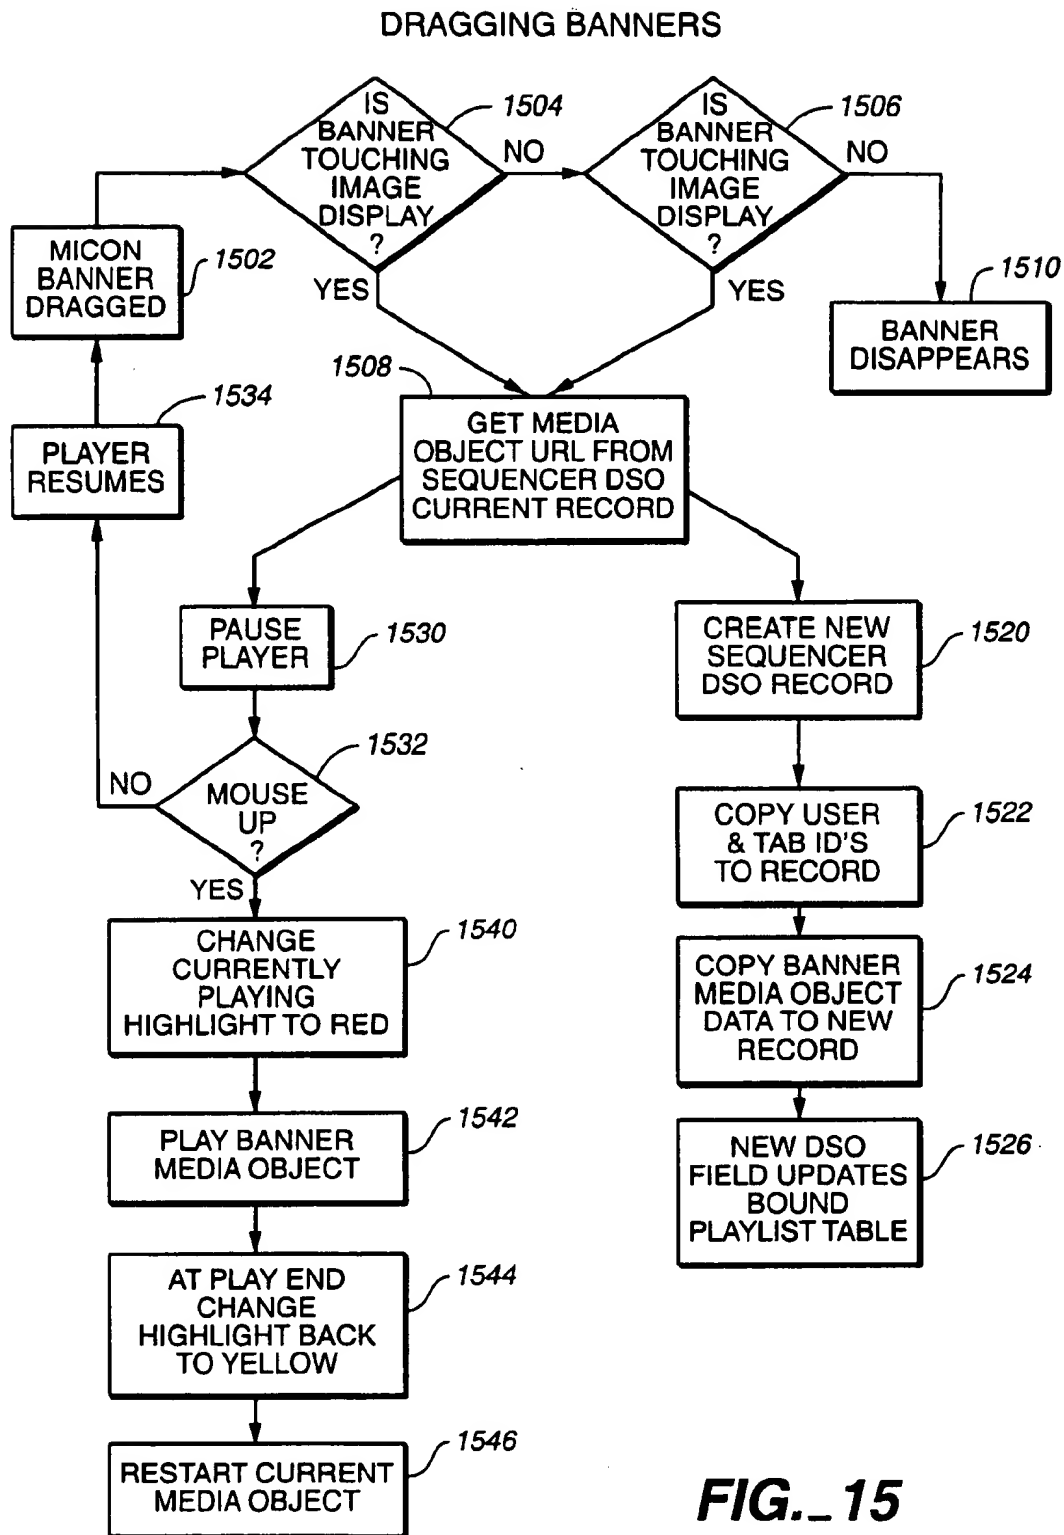 DRAGGING BANNERS
IS
BANNER
TOUCHING
IMAGE
DISPLAY
?
1504
NO
YES
IS
BANNER
TOUCHING
IMAGE
DISPLAY
?
1506
NO
YES
MICON
BANNER
DRAGGED
1502
BANNER
DISAPPEARS
1510
1508
GET MEDIA
OBJECT URL FROM
SEQUENCER DSO
CURRENT RECORD
PLAYER
RESUMES
1534
PAUSE
PLAYER
1530
CREATE NEW
SEQUENCER
DSO RECORD
1520
MOUSE
UP
?
1532
NO
YES
COPY USER
& TAB ID'S
TO RECORD
1522
CHANGE
CURRENTLY
PLAYING
HIGHLIGHT TO RED
1540
COPY BANNER
MEDIA OBJECT
DATA TO NEW
RECORD
1524
PLAY BANNER
MEDIA OBJECT
1542
NEW DSO
FIELD UPDATES
BOUND
PLAYLIST TABLE
1526
AT PLAY END
CHANGE
HIGHLIGHT BACK
TO YELLOW
1544
RESTART CURRENT
MEDIA OBJECT
1546
FIG._15